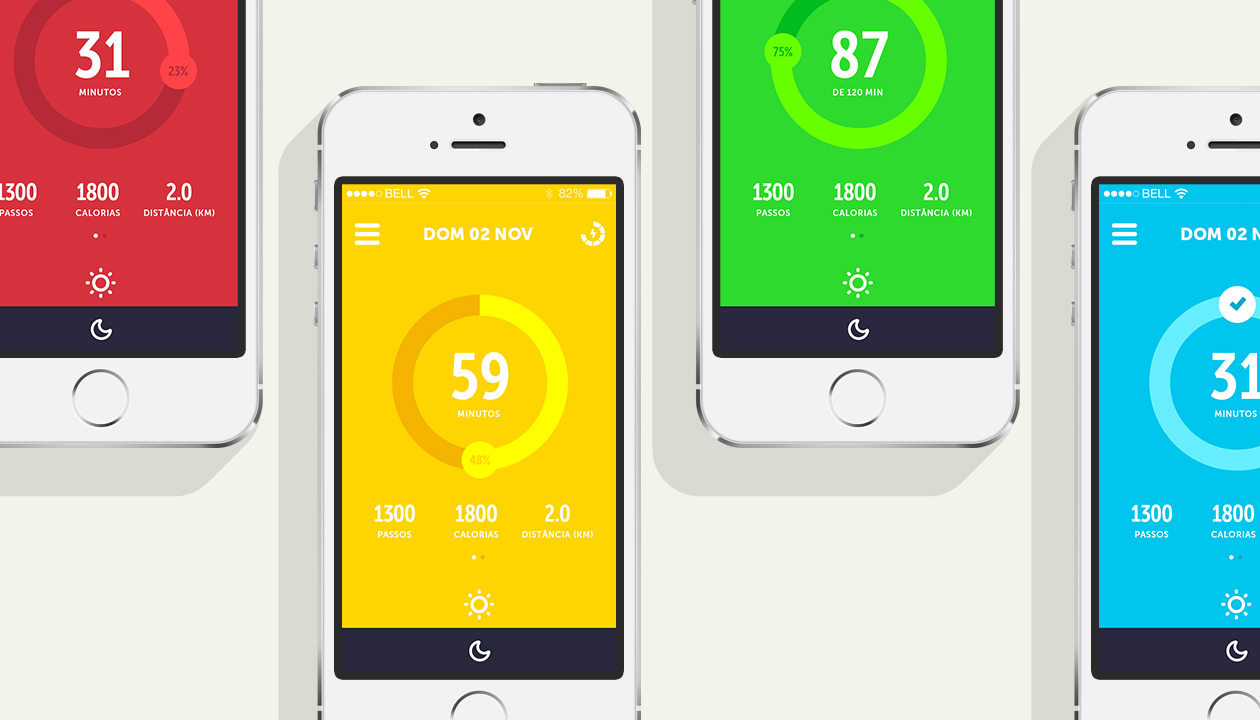 31
MINUTOS
23%
1300 1800 2.0
PASSOS CALORIAS DISTÂNCIA (KM)
BELL 82%
DOM 02 NOV
59
MINUTOS
48%
1300 1800 2.0
PASSOS CALORIAS DISTÂNCIA (KM)
75%
87
DE 120 MIN
1300 1800 2.0
PASSOS CALORIAS DISTÂNCIA (KM)
BELL
DOM 02 N
31
MINUTOS
1300 1800
PASSOS CALORIAS